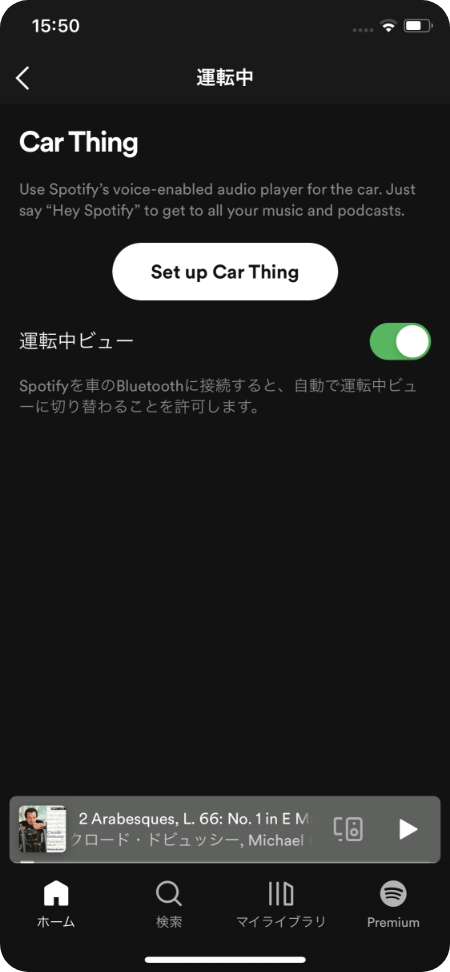 15:50
運転中
Car Thing
Use Spotify's voice-enabled audio player for the car. Just
say “Hey Spotify” to get to all your music and podcasts.
Set up Car Thing
運転中ビュー
Spotifyを車のBluetoothに接続すると、自動で運転中ビュ
ーに切り替わることを許可します。
2 Arabesques, L. 66: No. 1 in E M
クロード・ドビュッシー, Michael
ホーム
検索
マイライブラリ
Premium